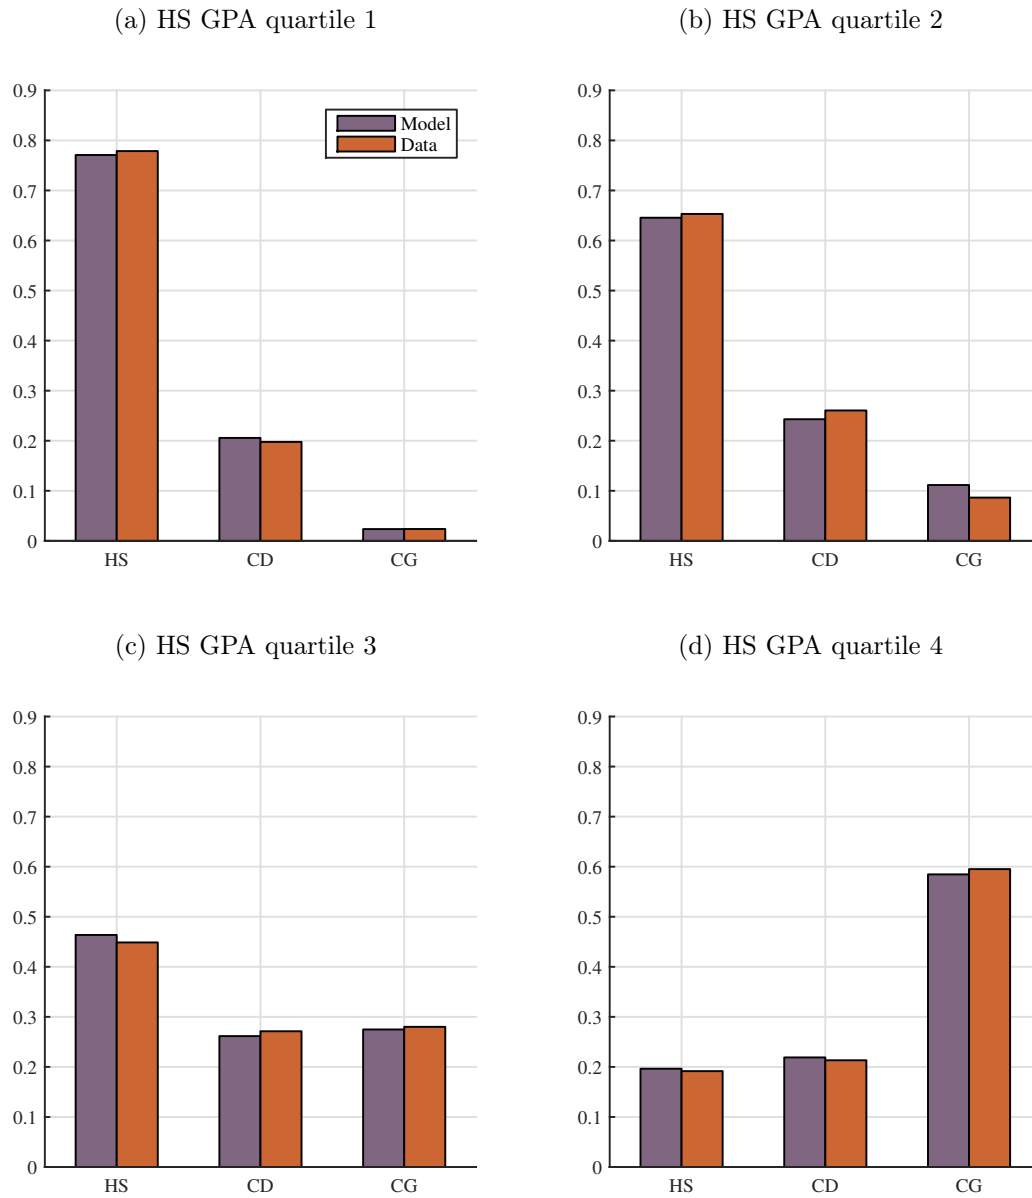 (a) HS GPA quartile 1
(b) HS GPA quartile 2
0.9
0.8
0.7
0.6
0.5
0.4
0.3
0.2
0.1
0
HS
CD
CG
Model
Data
0.9
0.8
0.7
0.6
0.5
0.4
0.3
0.2
0.1
0
HS
CD
CG
(c) HS GPA quartile 3
(d) HS GPA quartile 4
0.9
0.8
0.7
0.6
0.5
0.4
0.3
0.2
0.1
0
HS
CD
CG
0.9
0.8
0.7
0.6
0.5
0.4
0.3
0.2
0.1
0
HS
CD
CG